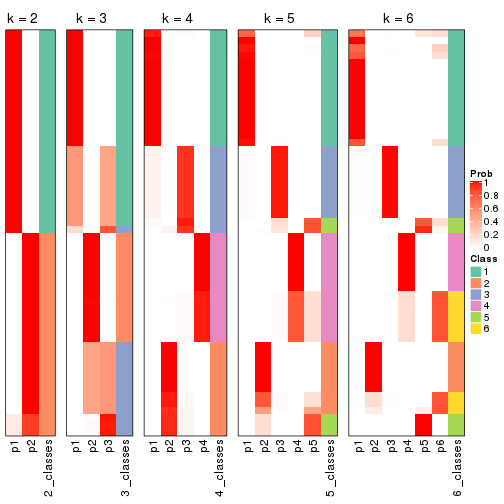 k = 2
k = 3
k = 4
k = 5
k = 6
p1
p2
2_classes
p1
p2
p3
3_classes
p1
p2
p3
p4
4_classes
p1
p2
p3
p4
p5
5_classes
p1
p2
p3
p4
p5
p6
6_classes
Prob
1
0.8
0.6
0.4
0.2
0
Class
1
2
3
4
5
6